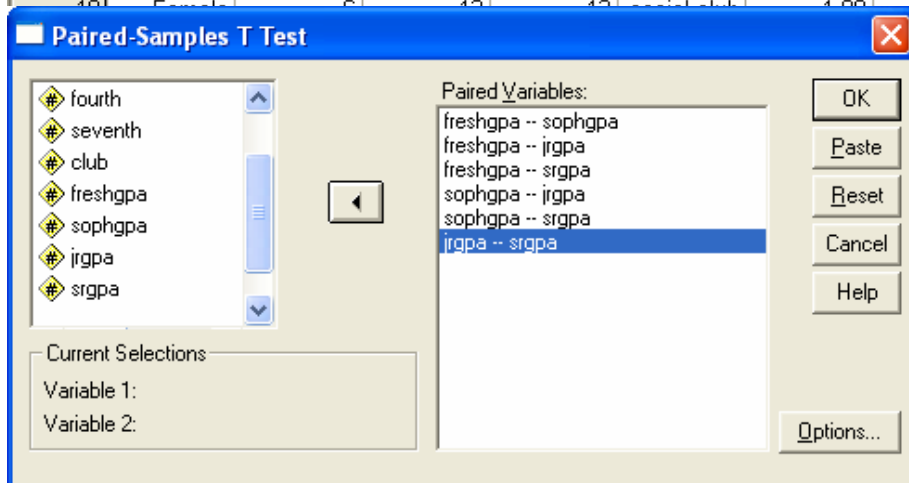 Paired-Samples T Test
fourth
seventh
club
freshgpa
sophgpa
jrgpa
srgpa
Paired Variables:
freshgpa -- sophgpa
freshgpa -- jrgpa
freshgpa -- srgpa
sophgpa -- jrgpa
sophgpa -- srgpa
jrgpa -- srgpa
OK
Paste
Reset
Cancel
Help
Current Selections
Variable 1:
Variable 2:
Options...